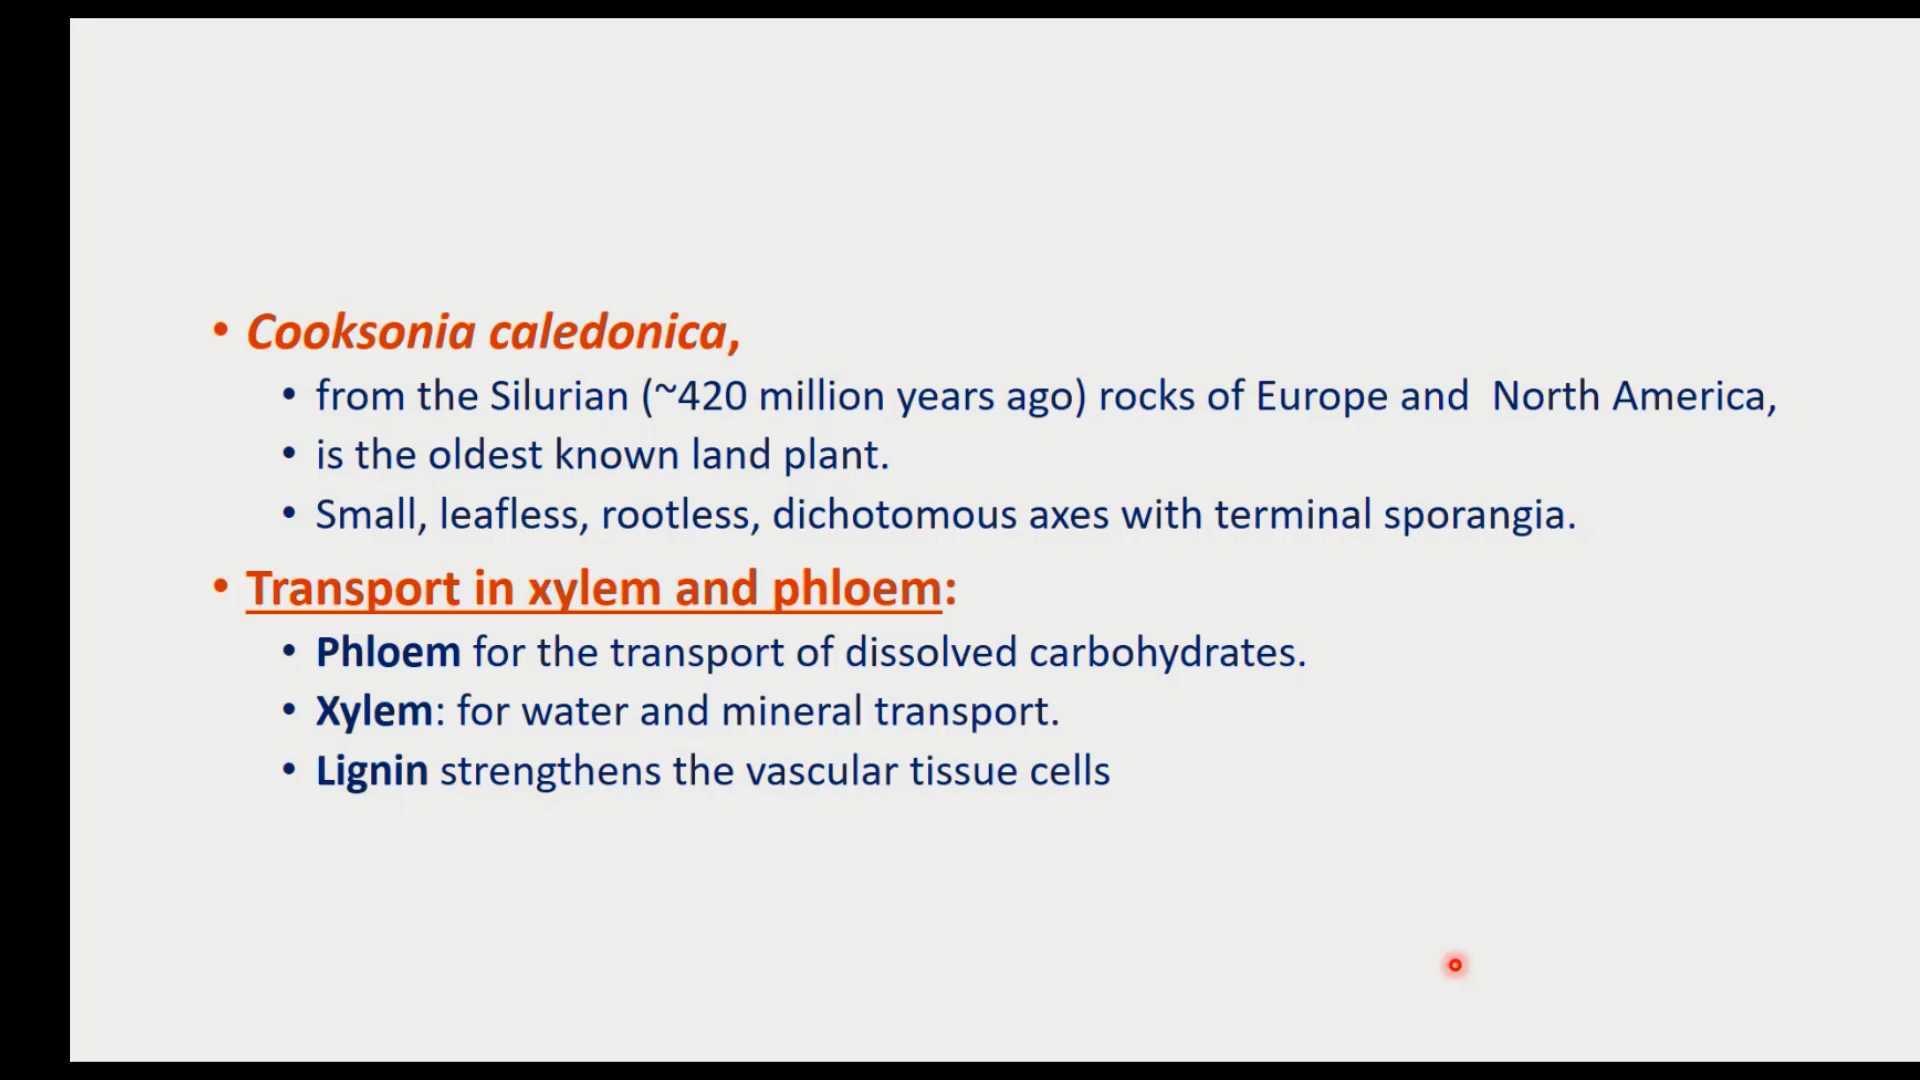 • Cooksonia caledonica,
• from the Silurian (~420 million years ago) rocks of Europe and  North America,
• is the oldest known land plant.
• Small, leafless, rootless, dichotomous axes with terminal sporangia.
• Transport in xylem and phloem:
• Phloem for the transport of dissolved carbohydrates.
• Xylem: for water and mineral transport.
• Lignin strengthens the vascular tissue cells